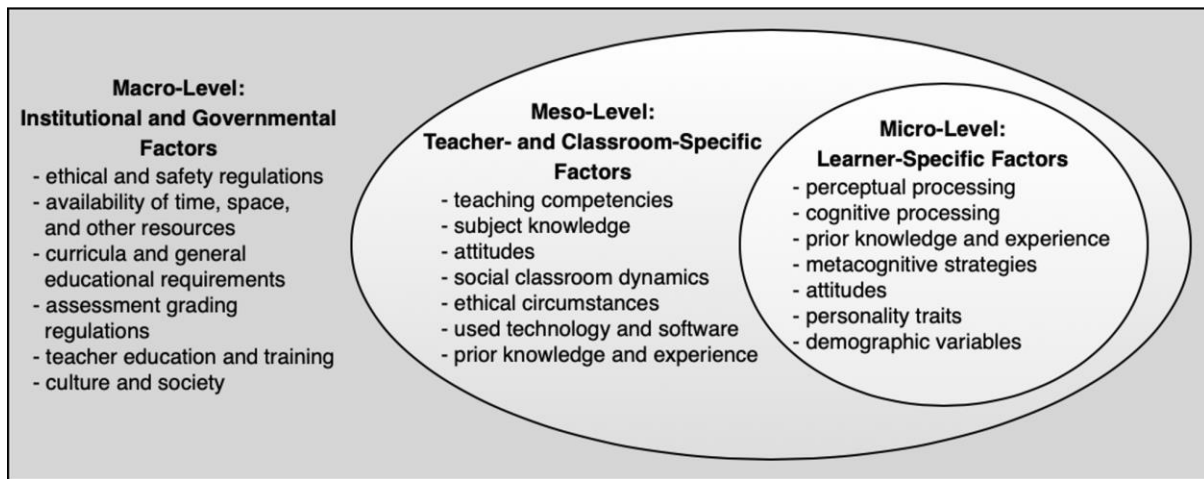 Macro-Level:
Institutional and Governmental
Factors
- ethical and safety regulations
- availability of time, space,
and other resources
- curricula and general
educational requirements
- assessment grading
regulations
- teacher education and training
- culture and society
Meso-Level:
Teacher- and Classroom-Specific
Factors
- teaching competencies
- subject knowledge
- attitudes
- social classroom dynamics
- ethical circumstances
- used technology and software
- prior knowledge and experience
Micro-Level:
Learner-Specific Factors
- perceptual processing
- cognitive processing
- prior knowledge and experience
- metacognitive strategies
- attitudes
- personality traits
- demographic variables